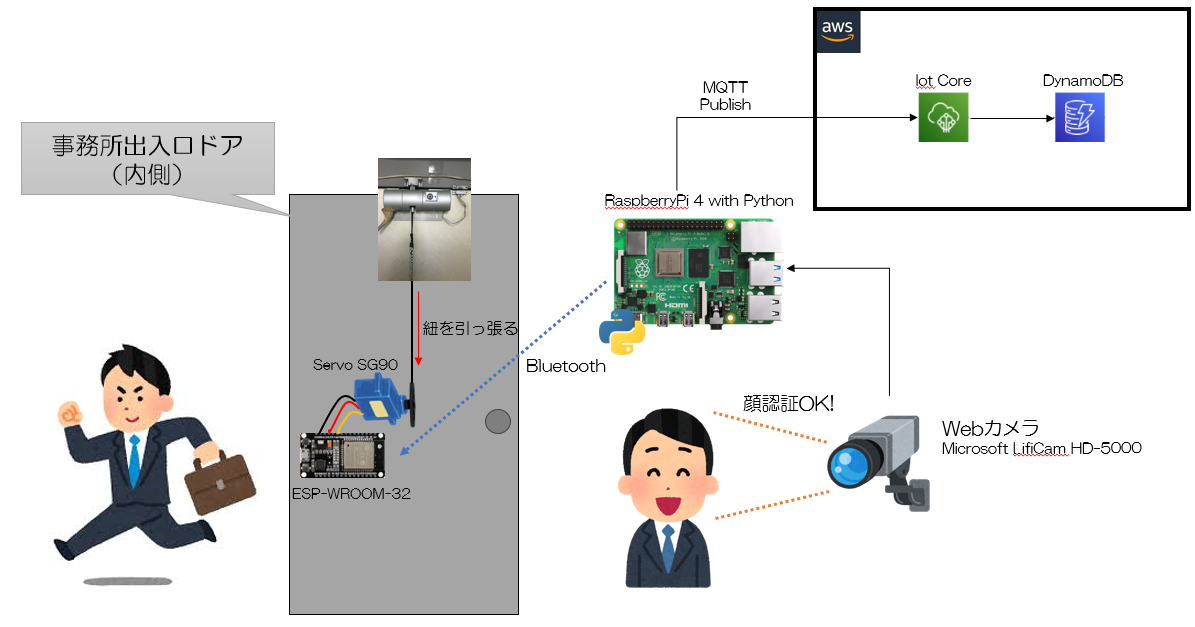 aws
Iot Core
DynamoDB
MQTT
Publish
事務所出入口ドア
（内側）
RaspberryPi 4 with Python
紐を引っ張る
Servo SG90
Bluetooth
顔認証OK!
Webカメラ
Microsoft LifiCam HD-5000
ESP-WROOM-32
HDMI